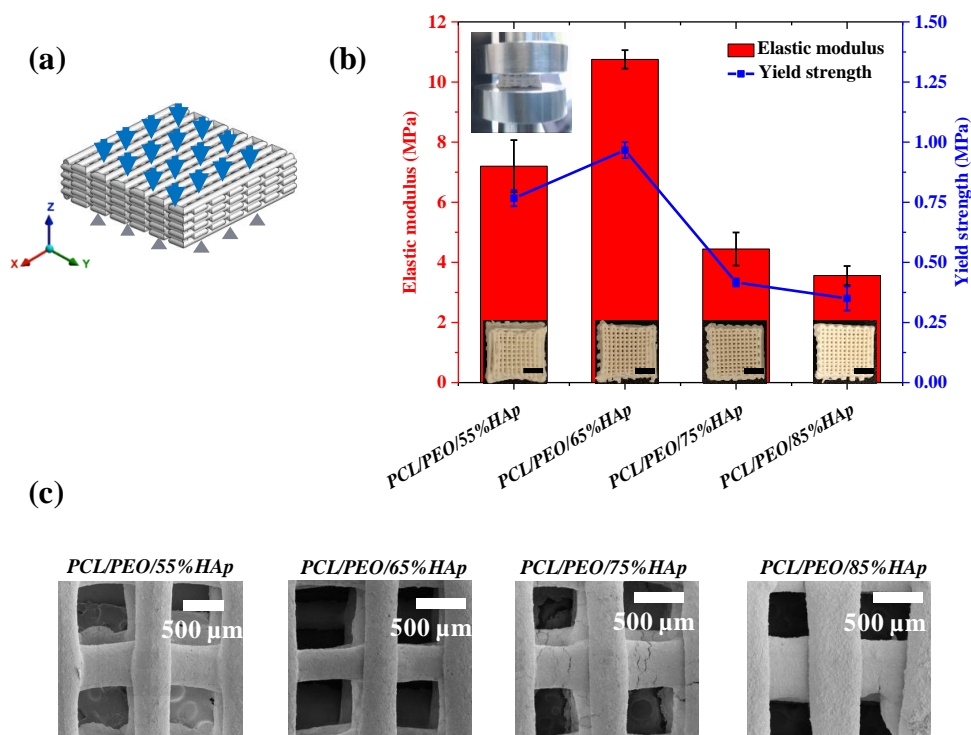 (a)
Z
X
Y
(b)
12
10
8
6
4
2
0
Elastic modulus (MPa)
Elastic modulus
Yield strength
1.50
1.25
1.00
0.75
0.50
0.25
0.00
Yield strength (MPa)
PCL/PEO/55%HAp
PCL/PEO/65%HAp
PCL/PEO/75%HAp
PCL/PEO/85%HAp
(c)
PCL/PEO/55%HAp
PCL/PEO/65%HAp
PCL/PEO/75%HAp
PCL/PEO/85%HAp
500 µm
500 µm
500 µm
500 µm